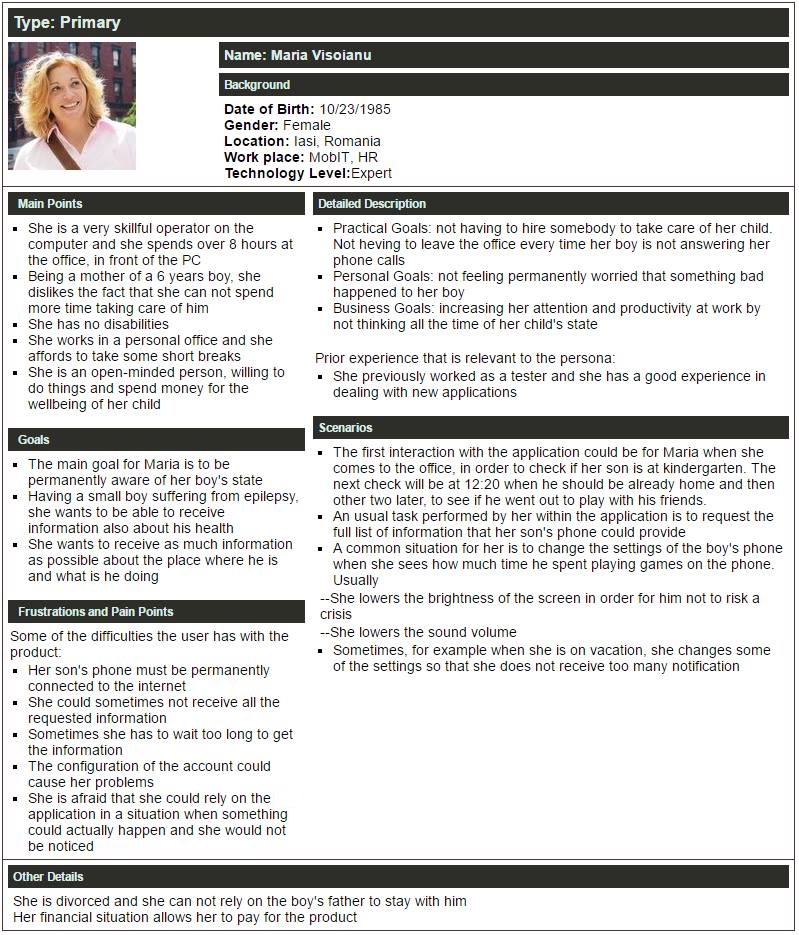 Type: Primary
Name: Maria Visoianu
Background
Date of Birth: 10/23/1985
Gender: Female
Location: Iasi, Romania
Work place: MobIT, HR
Technology Level:Expert
Main Points
▪ She is a very skillful operator on the
computer and she spends over 8 hours at
the office, in front of the PC
▪ Being a mother of a 6 years boy, she
dislikes the fact that she can not spend
more time taking care of him
▪ She has no disabilities
▪ She works in a personal office and she
affords to take some short breaks
▪ She is an open-minded person, willing to
do things and spend money for the
wellbeing of her child
Goals
▪ The main goal for Maria is to be
permanently aware of her boy's state
▪ Having a small boy suffering from epilepsy,
she wants to be able to receive
information also about his health
▪ She wants to receive as much information
as possible about the place where he is
and what is he doing
Frustrations and Pain Points
Some of the difficulties the user has with the
product:
▪ Her son's phone must be permanently
connected to the internet
▪ She could sometimes not receive all the
requested information
▪ Sometimes she has to wait too long to get
the information
▪ The configuration of the account could
cause her problems
▪ She is afraid that she could rely on the
application in a situation when something
could actually happen and she would not
be noticed
Detailed Description
▪ Practical Goals: not having to hire somebody to take care of her child.
Not heving to leave the office every time her boy is not answering her
phone calls
▪ Personal Goals: not feeling permanently worried that something bad
happened to her boy
▪ Business Goals: increasing her attention and productivity at work by
not thinking all the time of her child's state
Prior experience that is relevant to the persona:
▪ She previously worked as a tester and she has a good experience in
dealing with new applications
Scenarios
▪ The first interaction with the application could be for Maria when she
comes to the office, in order to check if her son is at kindergarten. The
next check will be at 12:20 when he should be already home and then
other two later, to see if he went out to play with his friends.
▪ An usual task performed by her within the application is to request the
full list of information that her son's phone could provide
▪ A common situation for her is to change the settings of the boy's phone
when she sees how much time he spent playing games on the phone.
Usually
--She lowers the brightness of the screen in order for him not to risk a
crisis
--She lowers the sound volume
▪ Sometimes, for example when she is on vacation, she changes some
of the settings so that she does not receive too many notification
Other Details
She is divorced and she can not rely on the boy's father to stay with him
Her financial situation allows her to pay for the product